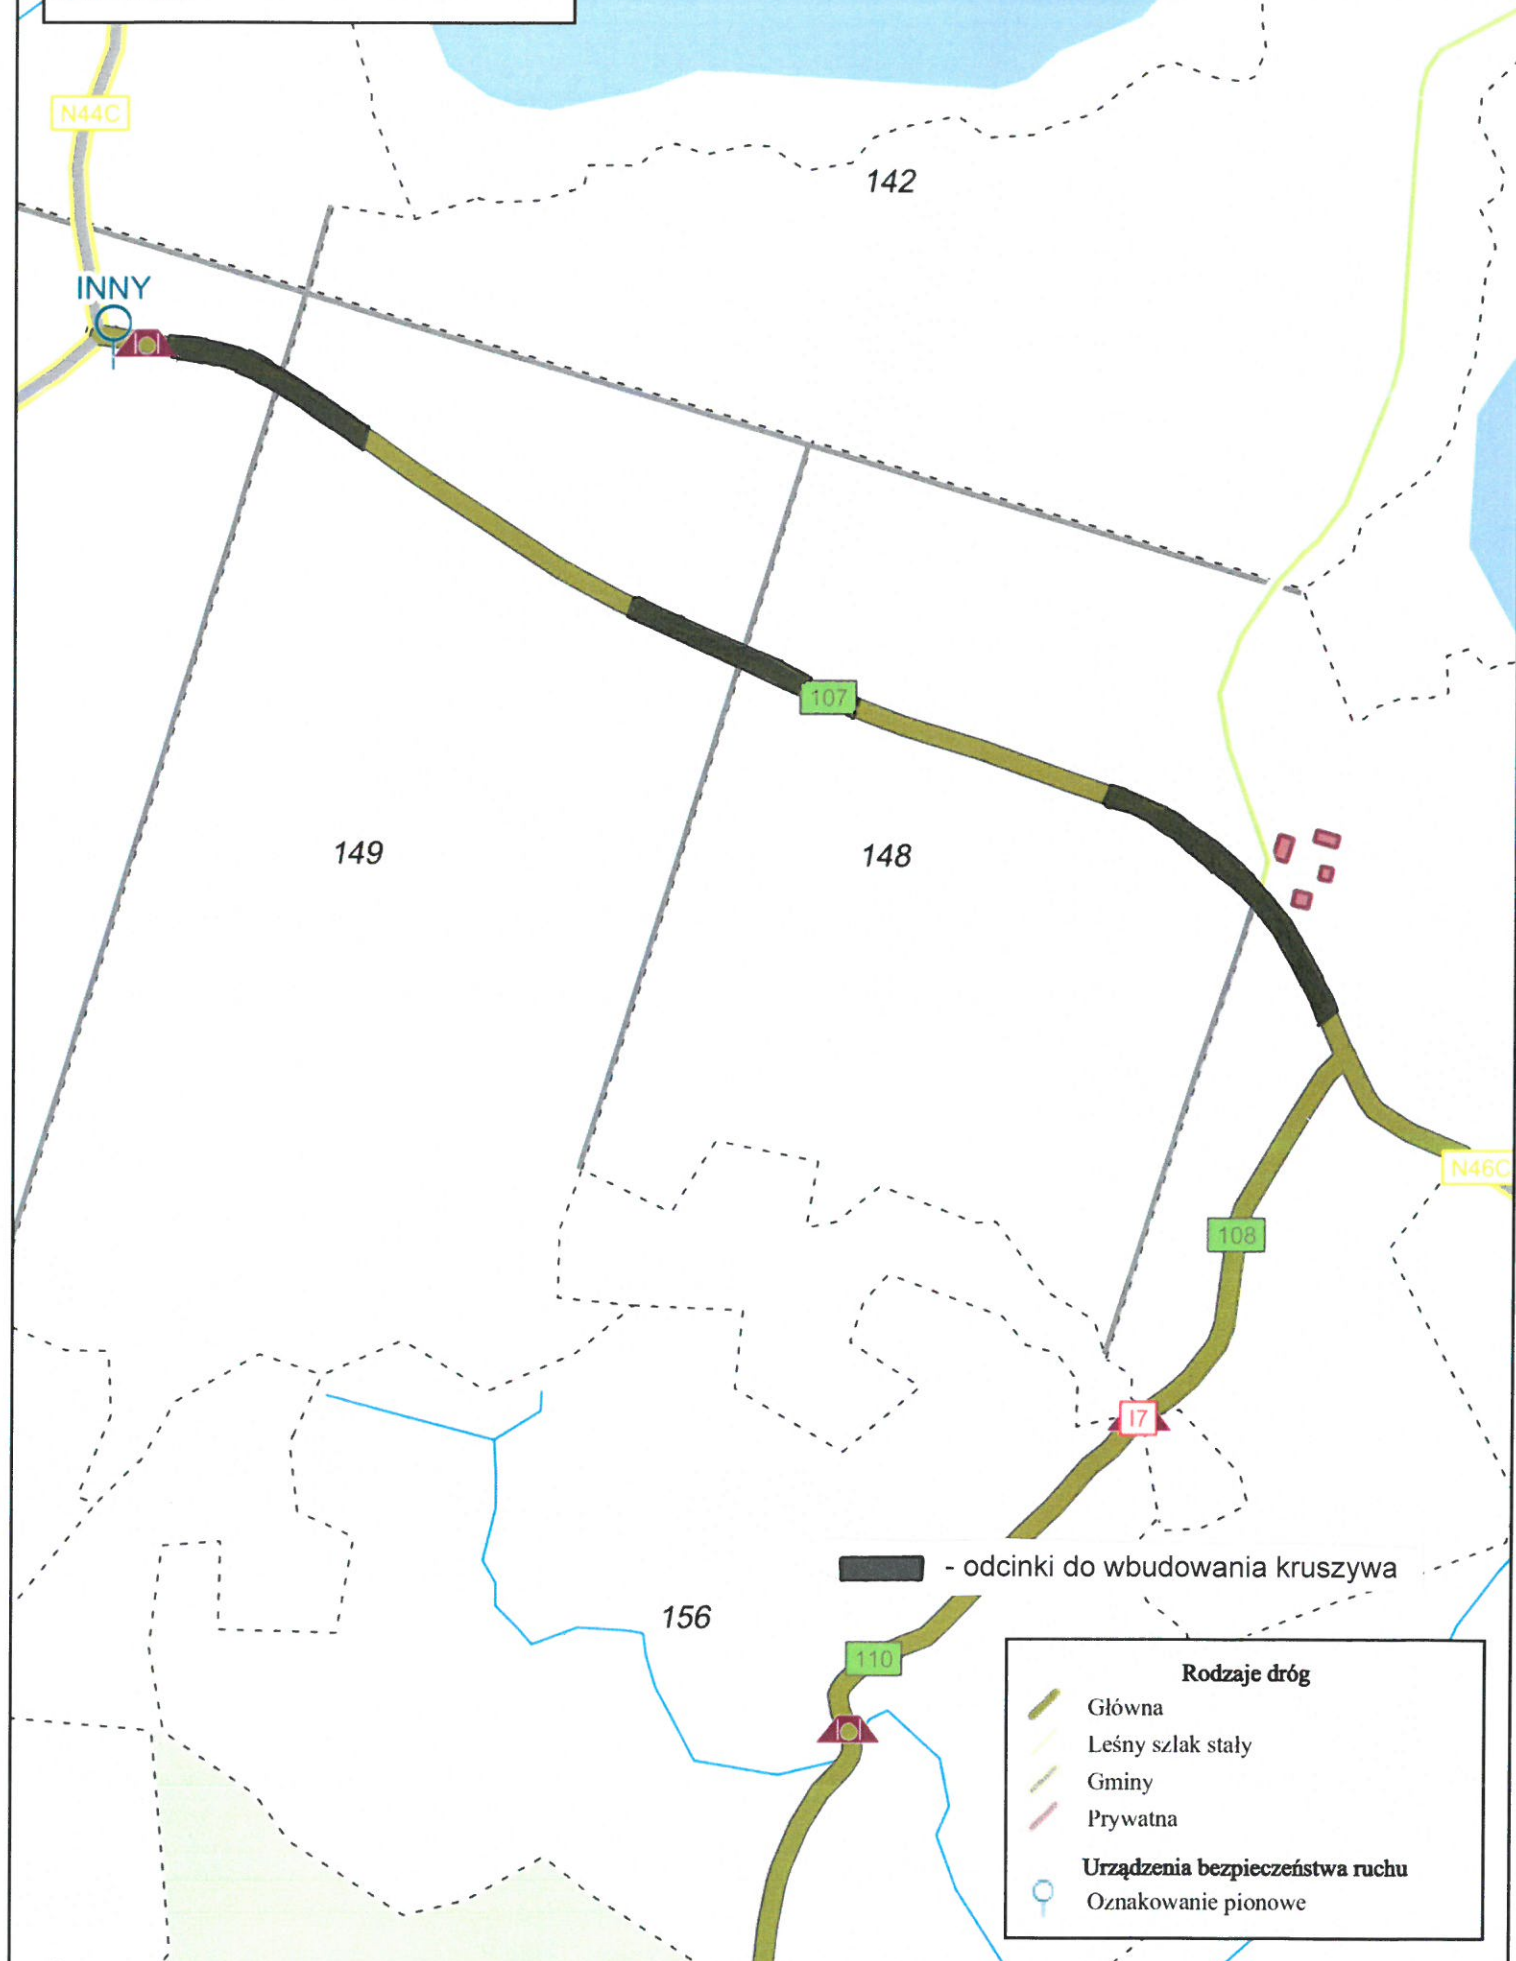 N44C
142
INNY
107
149
148
N46C
108
I7
- odcinki do wbudowania kruszywa
156
110
Rodzaje dróg
Główna
Leśny szlak stały
Gminy
Prywatna
Urządzenia bezpieczeństwa ruchu
Oznakowanie pionowe